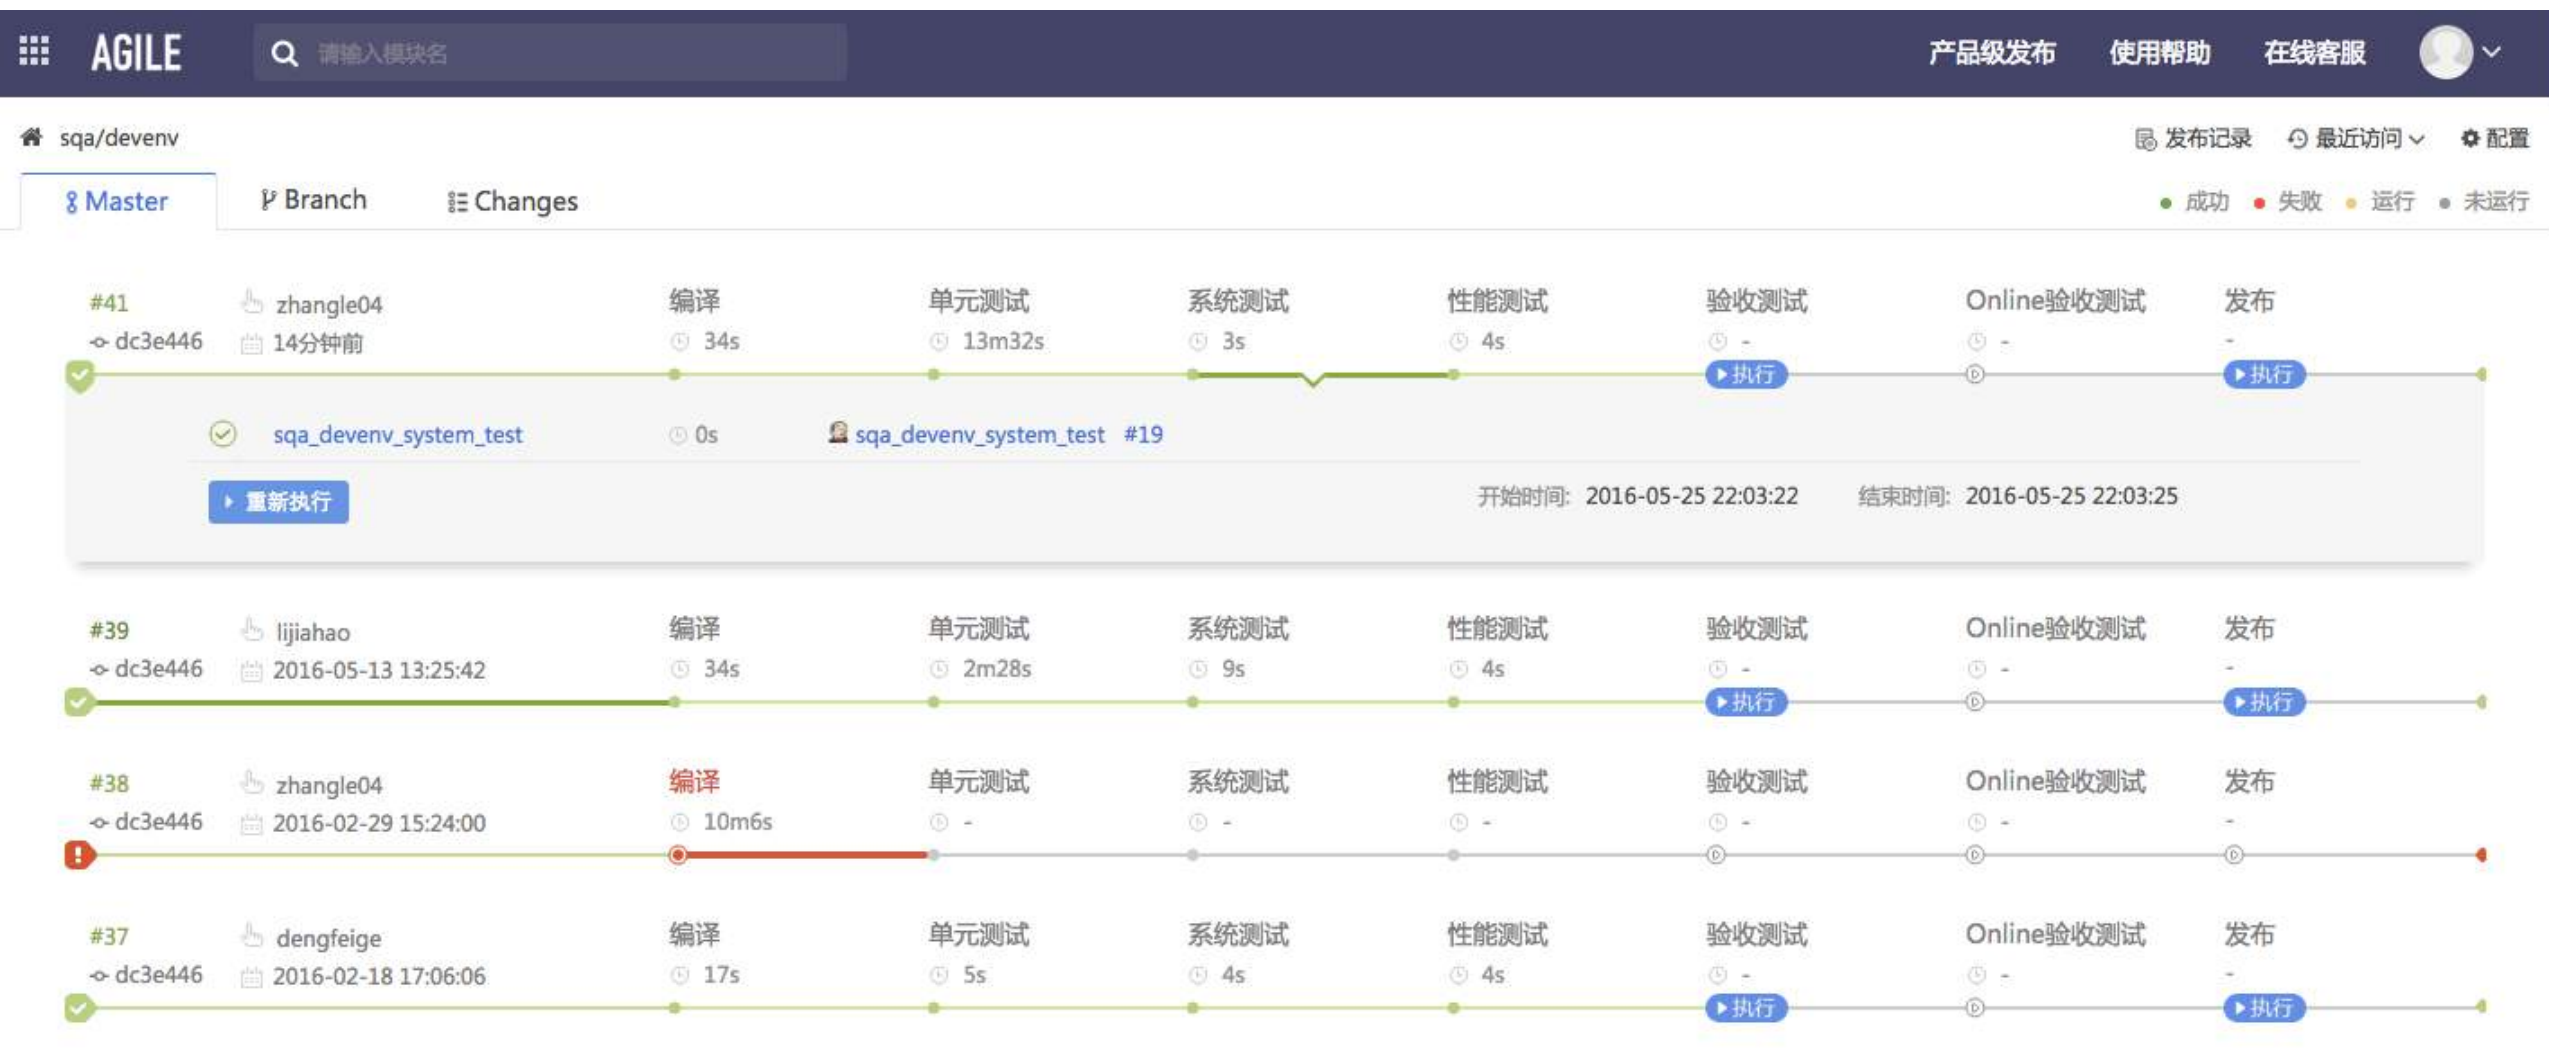 AGILE 请输入模块名 产品级发布 使用帮助 在线客服
sqa/devenv 发布记录 最近访问 配置
Master Branch Changes 成功 失败 运行 未运行
#41 zhangle04 编译 单元测试 系统测试 性能测试 验收测试 Online验收测试 发布
dc3e446 14分钟前 34s 13m32s 3s 4s - - -
执行 执行
sqa_devenv_system_test 0s sqa_devenv_system_test #19
重新执行 开始时间: 2016-05-25 22:03:22 结束时间: 2016-05-25 22:03:25
#39 lijiahao 编译 单元测试 系统测试 性能测试 验收测试 Online验收测试 发布
dc3e446 2016-05-13 13:25:42 34s 2m28s 9s 4s - - -
执行 执行
#38 zhangle04 编译 单元测试 系统测试 性能测试 验收测试 Online验收测试 发布
dc3e446 2016-02-29 15:24:00 10m6s - - - - - -
#37 dengfeige 编译 单元测试 系统测试 性能测试 验收测试 Online验收测试 发布
dc3e446 2016-02-18 17:06:06 17s 5s 4s 4s - - -
执行 执行